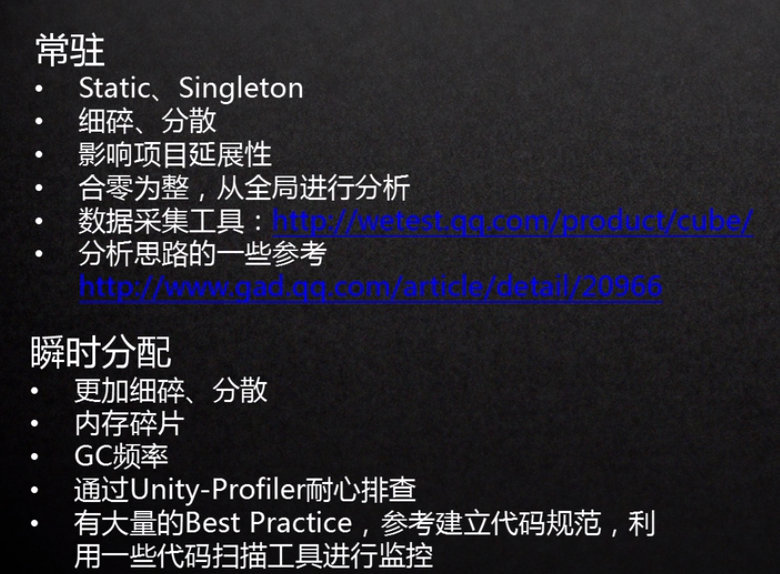 常驻
• Static、Singleton
• 细碎、分散
• 影响项目延展性
• 合零为整，从全局进行分析
• 数据采集工具：http://wetest.qq.com/product/cube/
• 分析思路的一些参考
http://www.gad.qq.com/article/detail/20966
瞬时分配
• 更加细碎、分散
• 内存碎片
• GC频率
• 通过Unity-Profiler耐心排查
• 有大量的Best Practice，参考建立代码规范，利
用一些代码扫描工具进行监控